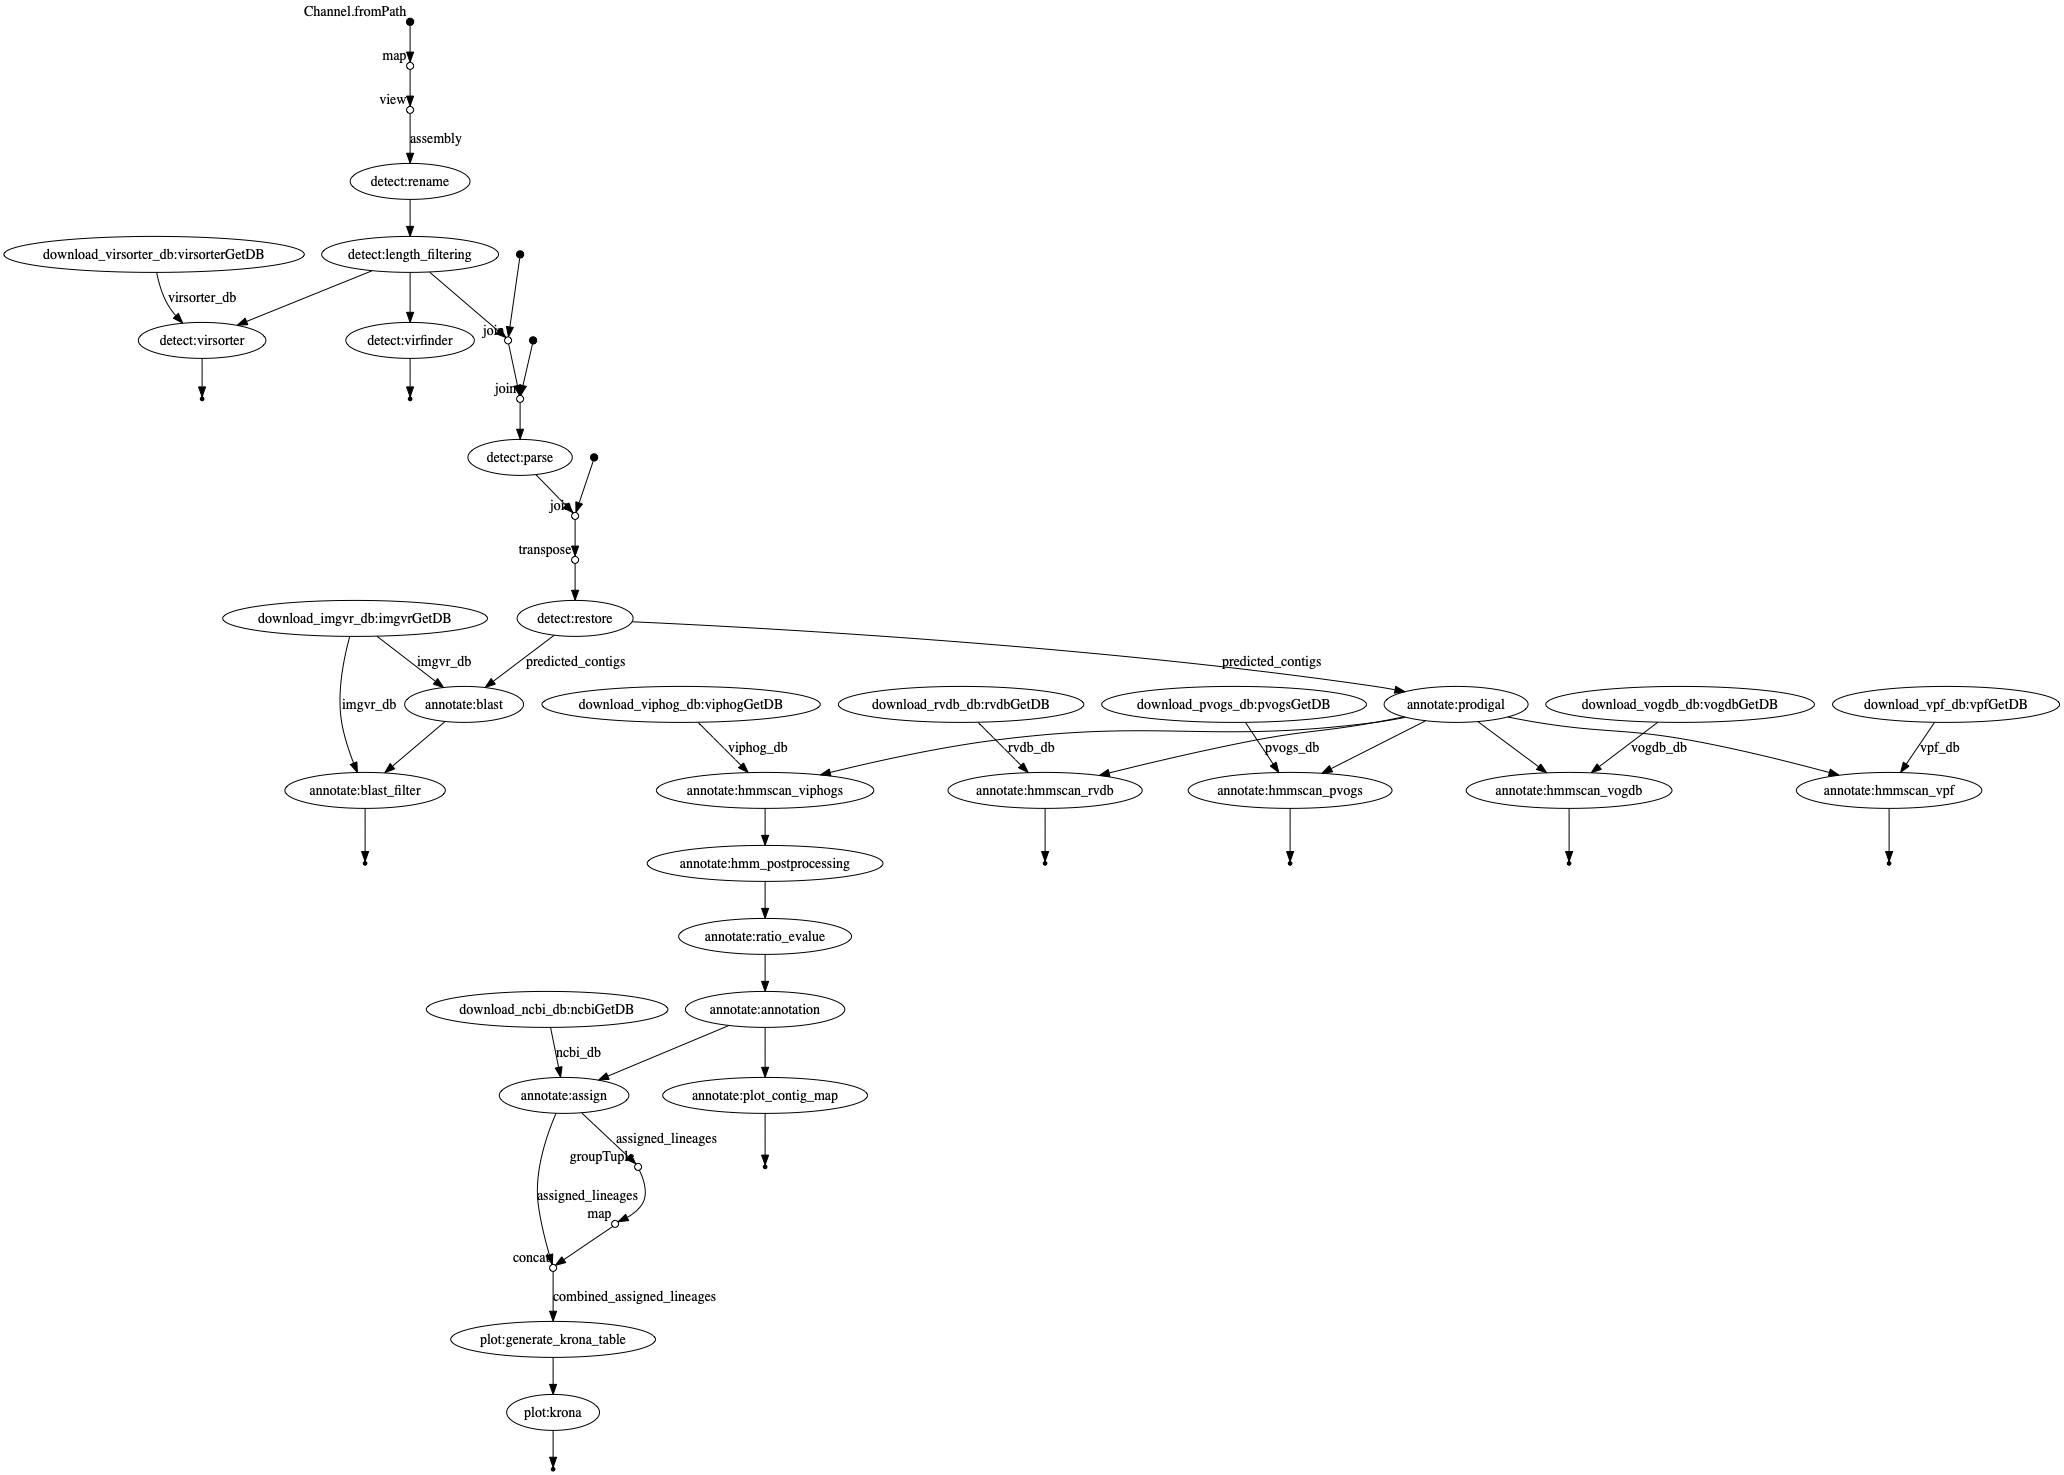 Channel.fromPath
map
view
assembly
detect:rename
download_virsorter_db:virsorterGetDB
detect:length_filtering
virsorter_db
join
detect:virsorter
detect:virfinder
join
detect:parse
join
transpose
download_imgvr_db:imgvrGetDB
detect:restore
imgvr_db
predicted_contigs
predicted_contigs
imgvr_db
annotate:blast
download_viphog_db:viphogGetDB
download_rvdb_db:rvdbGetDB
download_pvogs_db:pvogsGetDB
annotate:prodigal
download_vogdb_db:vogdbGetDB
download_vpf_db:vpfGetDB
viphog_db
rvdb_db
pvogs_db
vogdb_db
vpf_db
annotate:blast_filter
annotate:hmmscan_viphogs
annotate:hmmscan_rvdb
annotate:hmmscan_pvogs
annotate:hmmscan_vogdb
annotate:hmmscan_vpf
annotate:hmm_postprocessing
annotate:ratio_evalue
download_ncbi_db:ncbiGetDB
annotate:annotation
ncbi_db
annotate:assign
annotate:plot_contig_map
assigned_lineages
groupTuple
assigned_lineages
map
concat
combined_assigned_lineages
plot:generate_krona_table
plot:krona